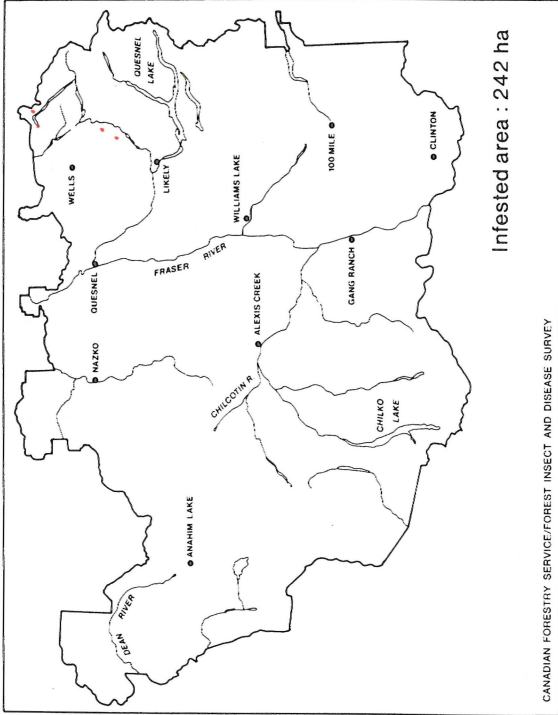 WELLS
QUESNEL
LAKE
LIKELY
QUESNEL
NAZKO
FRASER RIVER
WILLIAMS LAKE
ANAHIM LAKE
DEAN RIVER
CHILCOTIN R
ALEXIS CREEK
100 MILE
GANG RANCH
CHILKO
LAKE
CLINTON
Infested area : 242 ha
CANADIAN FORESTRY SERVICE/FOREST INSECT AND DISEASE SURVEY